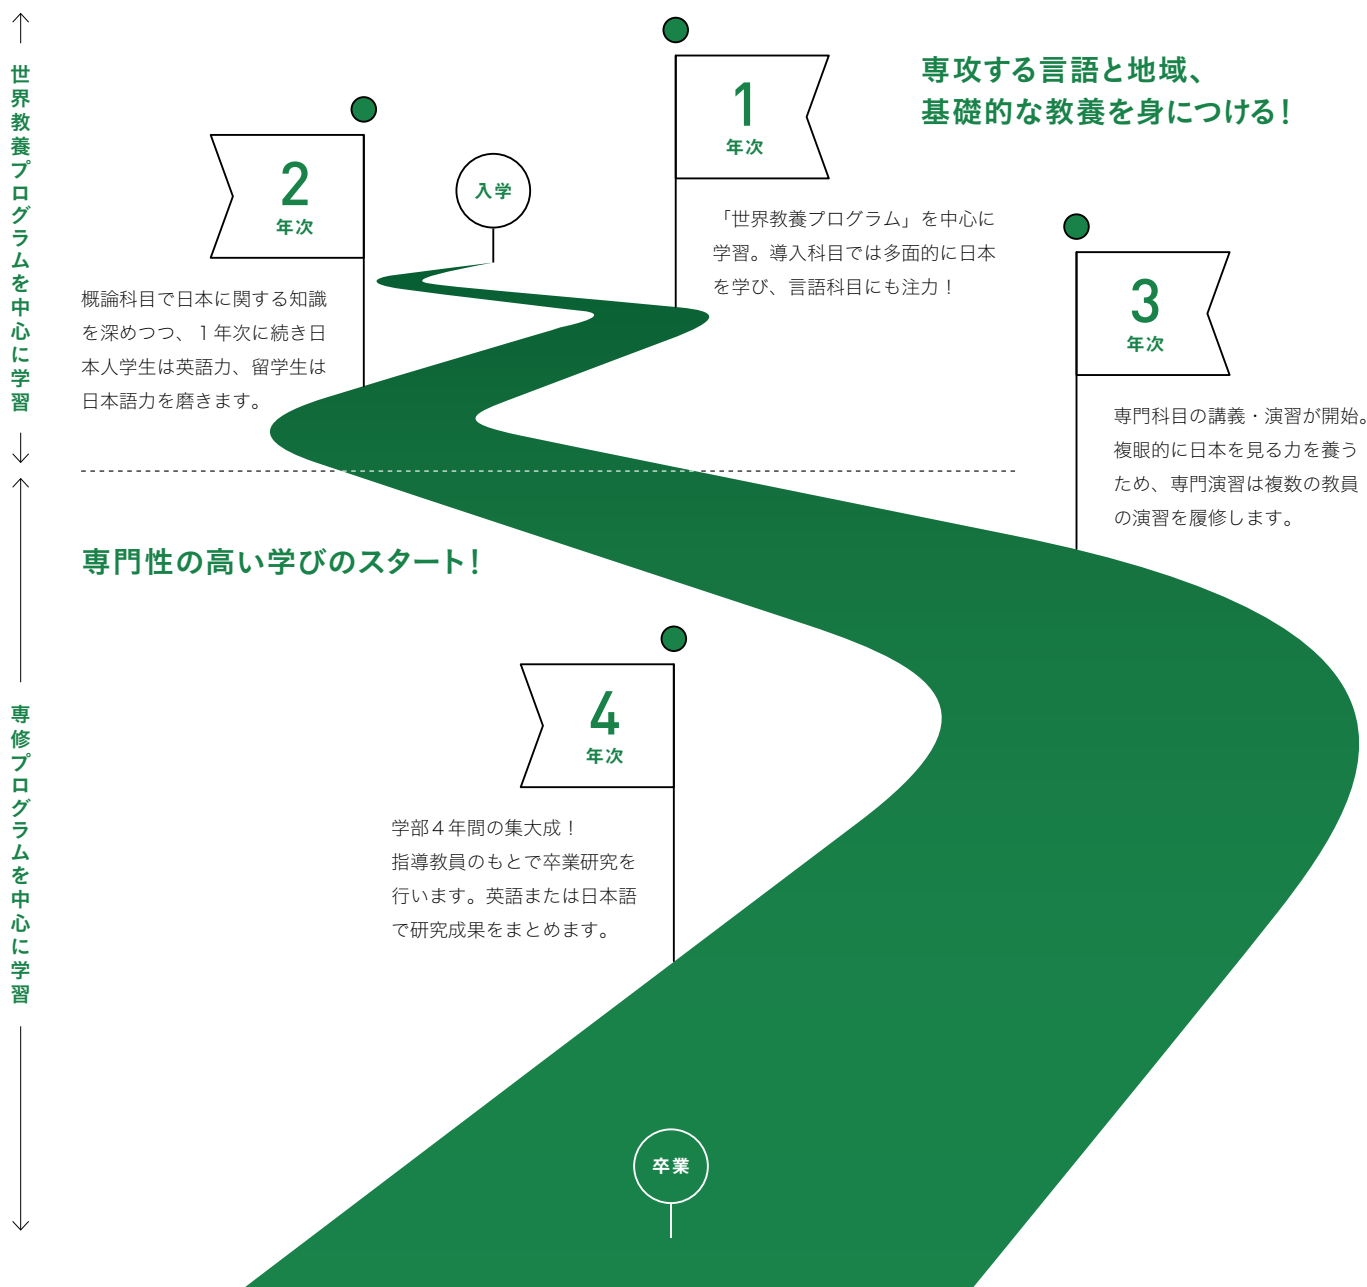 世界教養プログラムを中心に学習
入学
1
年次
専攻する言語と地域、
基礎的な教養を身につける！
「世界教養プログラム」を中心に
学習。導入科目では多面的に日本
を学び、言語科目にも注力！
2
年次
概論科目で日本に関する知識
を深めつつ、１年次に続き日
本人学生は英語力、留学生は
日本語力を磨きます。
3
年次
専門科目の講義・演習が開始。
複眼的に日本を見る力を養う
ため、専門演習は複数の教員
の演習を履修します。
専修プログラムを中心に学習
専門性の高い学びのスタート！
4
年次
学部４年間の集大成！
指導教員のもとで卒業研究を
行います。英語または日本語
で研究成果をまとめます。
卒業